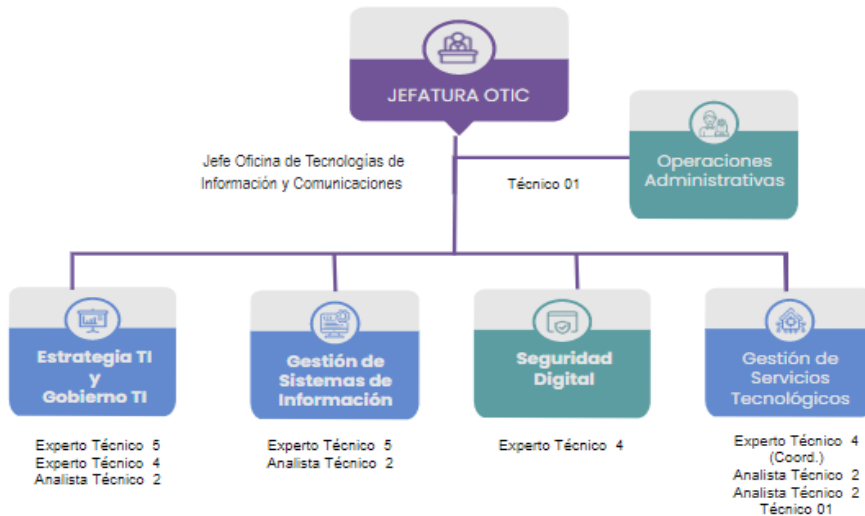 JEFATURA OTIC
Jefe Oficina de Tecnologías de
Información y Comunicaciones
Técnico 01
Operaciones
Administrativas
Estrategia TI
y
Gobierno TI
Experto Técnico 5
Experto Técnico 4
Analista Técnico 2
Gestión de
Sistemas de
Información
Experto Técnico 5
Analista Técnico 2
Seguridad
Digital
Experto Técnico 4
Gestión de
Servicios
Tecnológicos
Experto Técnico 4
(Coord.)
Analista Técnico 2
Analista Técnico 2
Técnico 01